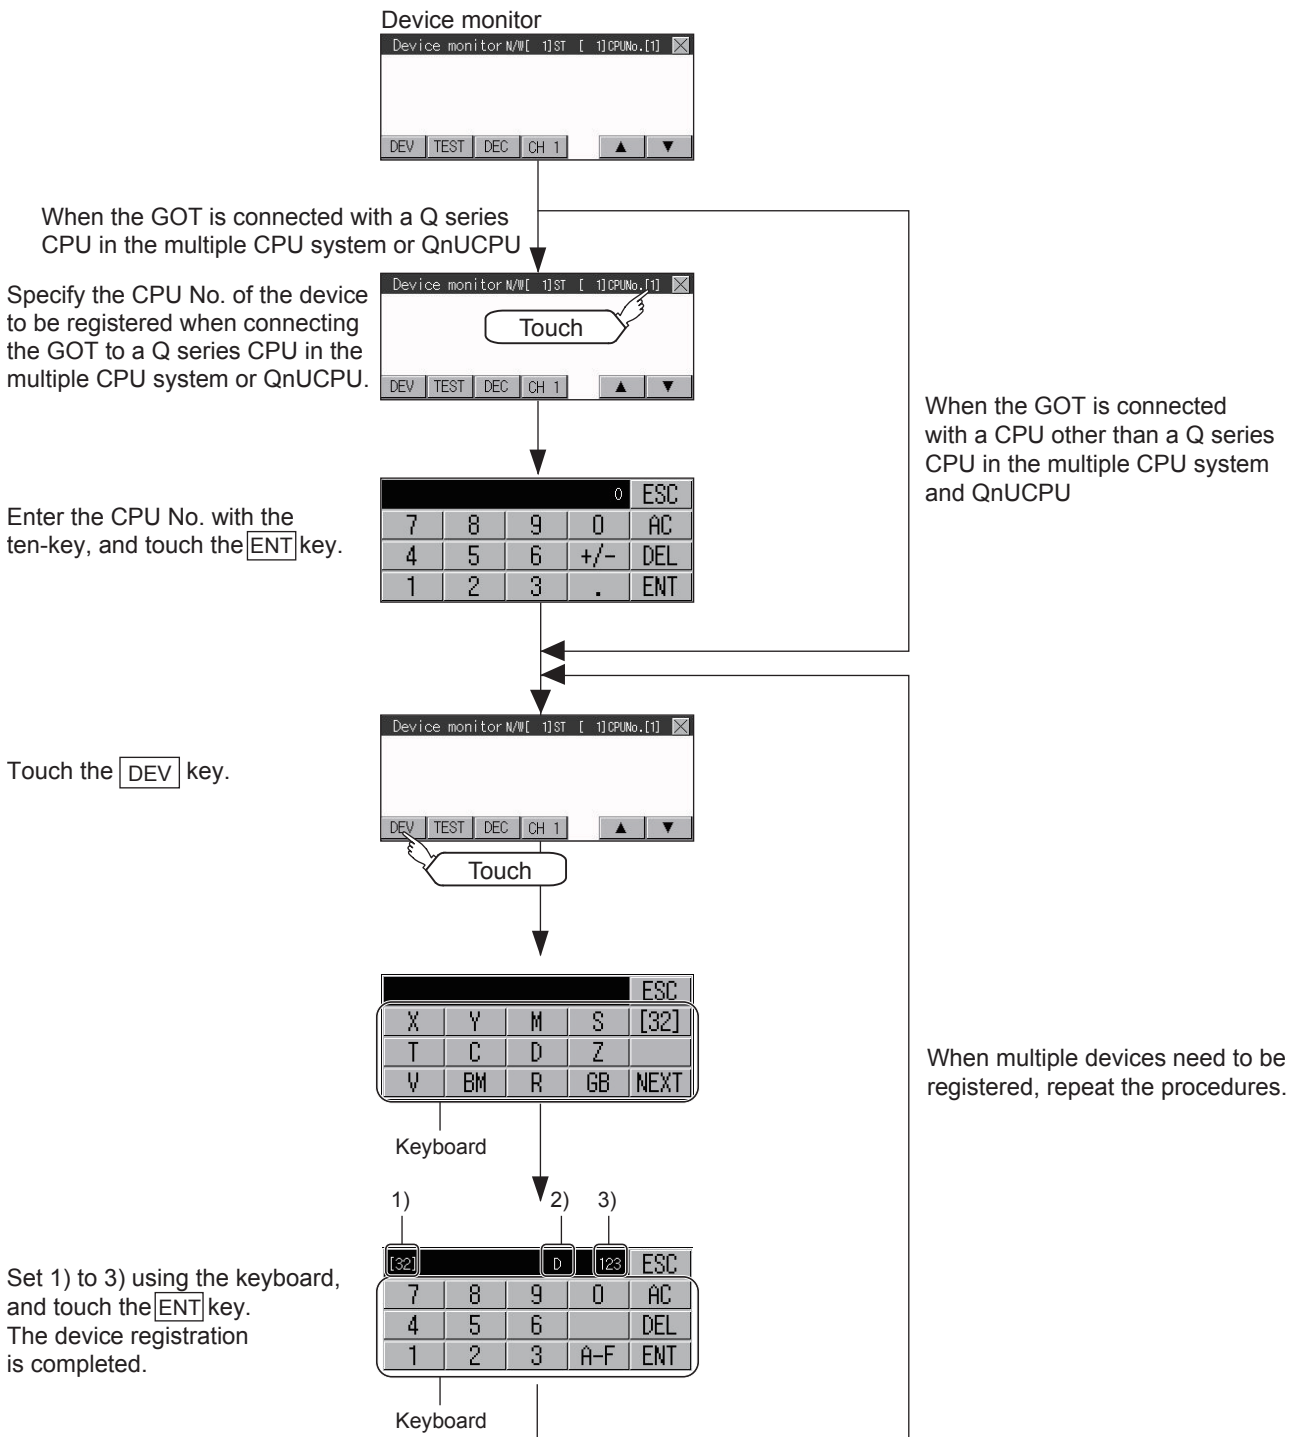 Device monitor
Device monitor N/W[ 1]ST [ 1]CPUNo.[1]
DEV TEST DEC CH 1 ▲ ▼
When the GOT is connected with a Q series
CPU in the multiple CPU system or QnUCPU
Specify the CPU No. of the device
to be registered when connecting
the GOT to a Q series CPU in the
multiple CPU system or QnUCPU.
Device monitor N/W[ 1]ST [ 1]CPUNo.[1]
Touch
DEV TEST DEC CH 1 ▲ ▼
When the GOT is connected
with a CPU other than a Q series
CPU in the multiple CPU system
and QnUCPU
Enter the CPU No. with the
ten-key, and touch the ENT key.
0 ESC
7 8 9 0 AC
4 5 6 +/- DEL
1 2 3 . ENT
Touch the DEV key.
Device monitor N/W[ 1]ST [ 1]CPUNo.[1]
DEV TEST DEC CH 1 ▲ ▼
Touch
ESC
X Y M S [32]
T C D Z
V BM R GB NEXT
Keyboard
When multiple devices need to be
registered, repeat the procedures.
1) 2) 3)
Set 1) to 3) using the keyboard,
and touch the ENT key.
The device registration
is completed.
[32] D 123 ESC
7 8 9 0 AC
4 5 6 DEL
1 2 3 A-F ENT
Keyboard